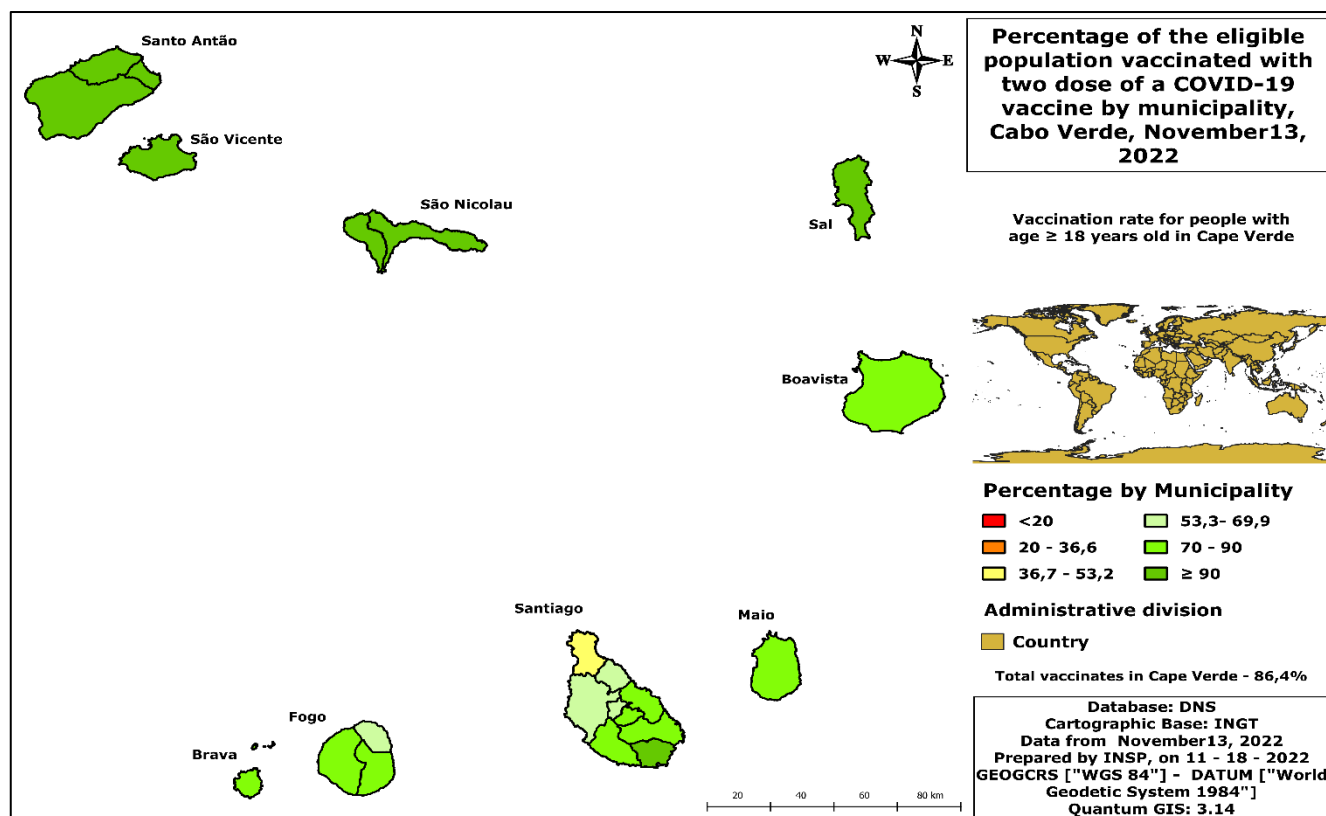 Percentage of the eligible
population vaccinated with
two dose of a COVID-19
vaccine by municipality,
Cabo Verde, November13,
2022
N
W E
S
Santo Antão
São Vicente
São Nicolau
Sal
Boavista
Santiago
Maio
Fogo
Brava
Vaccination rate for people with
age ≥ 18 years old in Cape Verde
Percentage by Municipality
<20
20 - 36,6
36,7 - 53,2
53,3- 69,9
70 - 90
≥ 90
Administrative division
Country
Total vaccinates in Cape Verde - 86,4%
Database: DNS
Cartographic Base: INGT
Data from November13, 2022
Prepared by INSP, on 11 - 18 - 2022
GEOGCRS ["WGS 84"] - DATUM ["World
Geodetic System 1984"]
Quantum GIS: 3.14
20 40 60 80 km